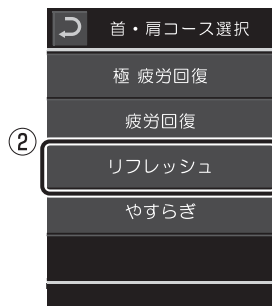 首・肩コース選択
極 疲労回復
疲労回復
②
リフレッシュ
やすらぎ